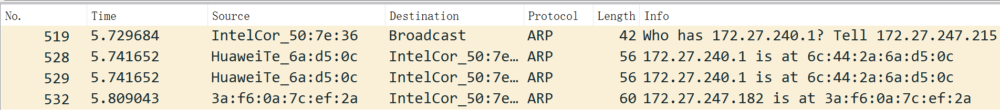 No. Time Source Destination Protocol Length Info
519 5.729684 IntelCor_50:7e:36 Broadcast ARP 42 Who has 172.27.240.1? Tell 172.27.247.215
528 5.741652 HuaweiTe_6a:d5:0c IntelCor_50:7e… ARP 56 172.27.240.1 is at 6c:44:2a:6a:d5:0c
529 5.741652 HuaweiTe_6a:d5:0c IntelCor_50:7e… ARP 56 172.27.240.1 is at 6c:44:2a:6a:d5:0c
532 5.809043 3a:f6:0a:7c:ef:2a IntelCor_50:7e… ARP 60 172.27.247.182 is at 3a:f6:0a:7c:ef:2a